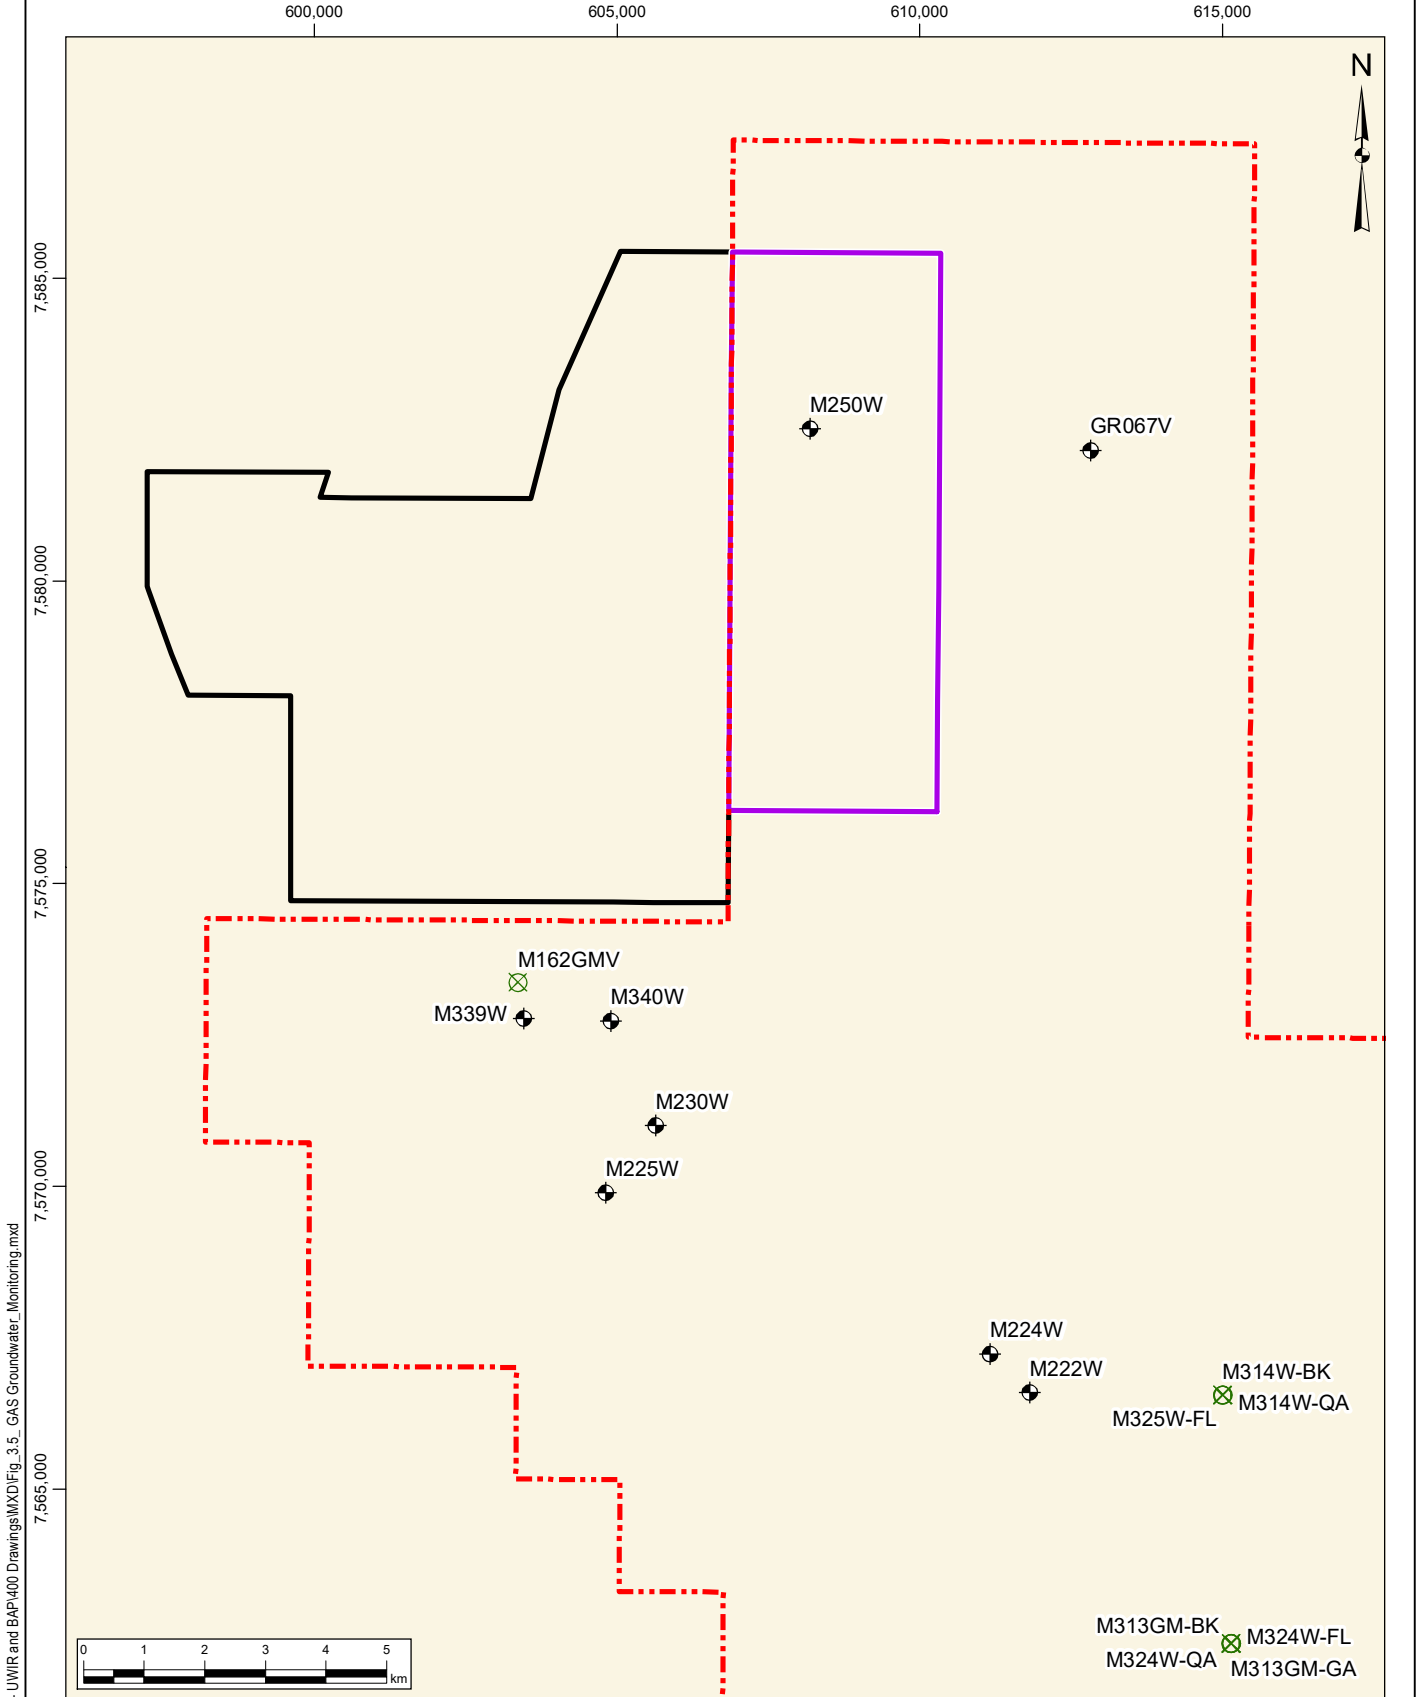 600,000
605,000
610,000
615,000
N
7,585,000
M250W
GR067V
7,580,000
7,575,000
M162GMV
M339W
M340W
M230W
7,570,000
M225W
M224W
M222W
M314W-BK
M314W-QA
M325W-FL
7,565,000
M313GM-BK
M324W-FL
M324W-QA
M313GM-GA
0 1 2 3 4 5
km
UWIR and BAP\400 Drawings\MXD\Fig_3.5_ GAS Groundwater_Monitoring.mxd